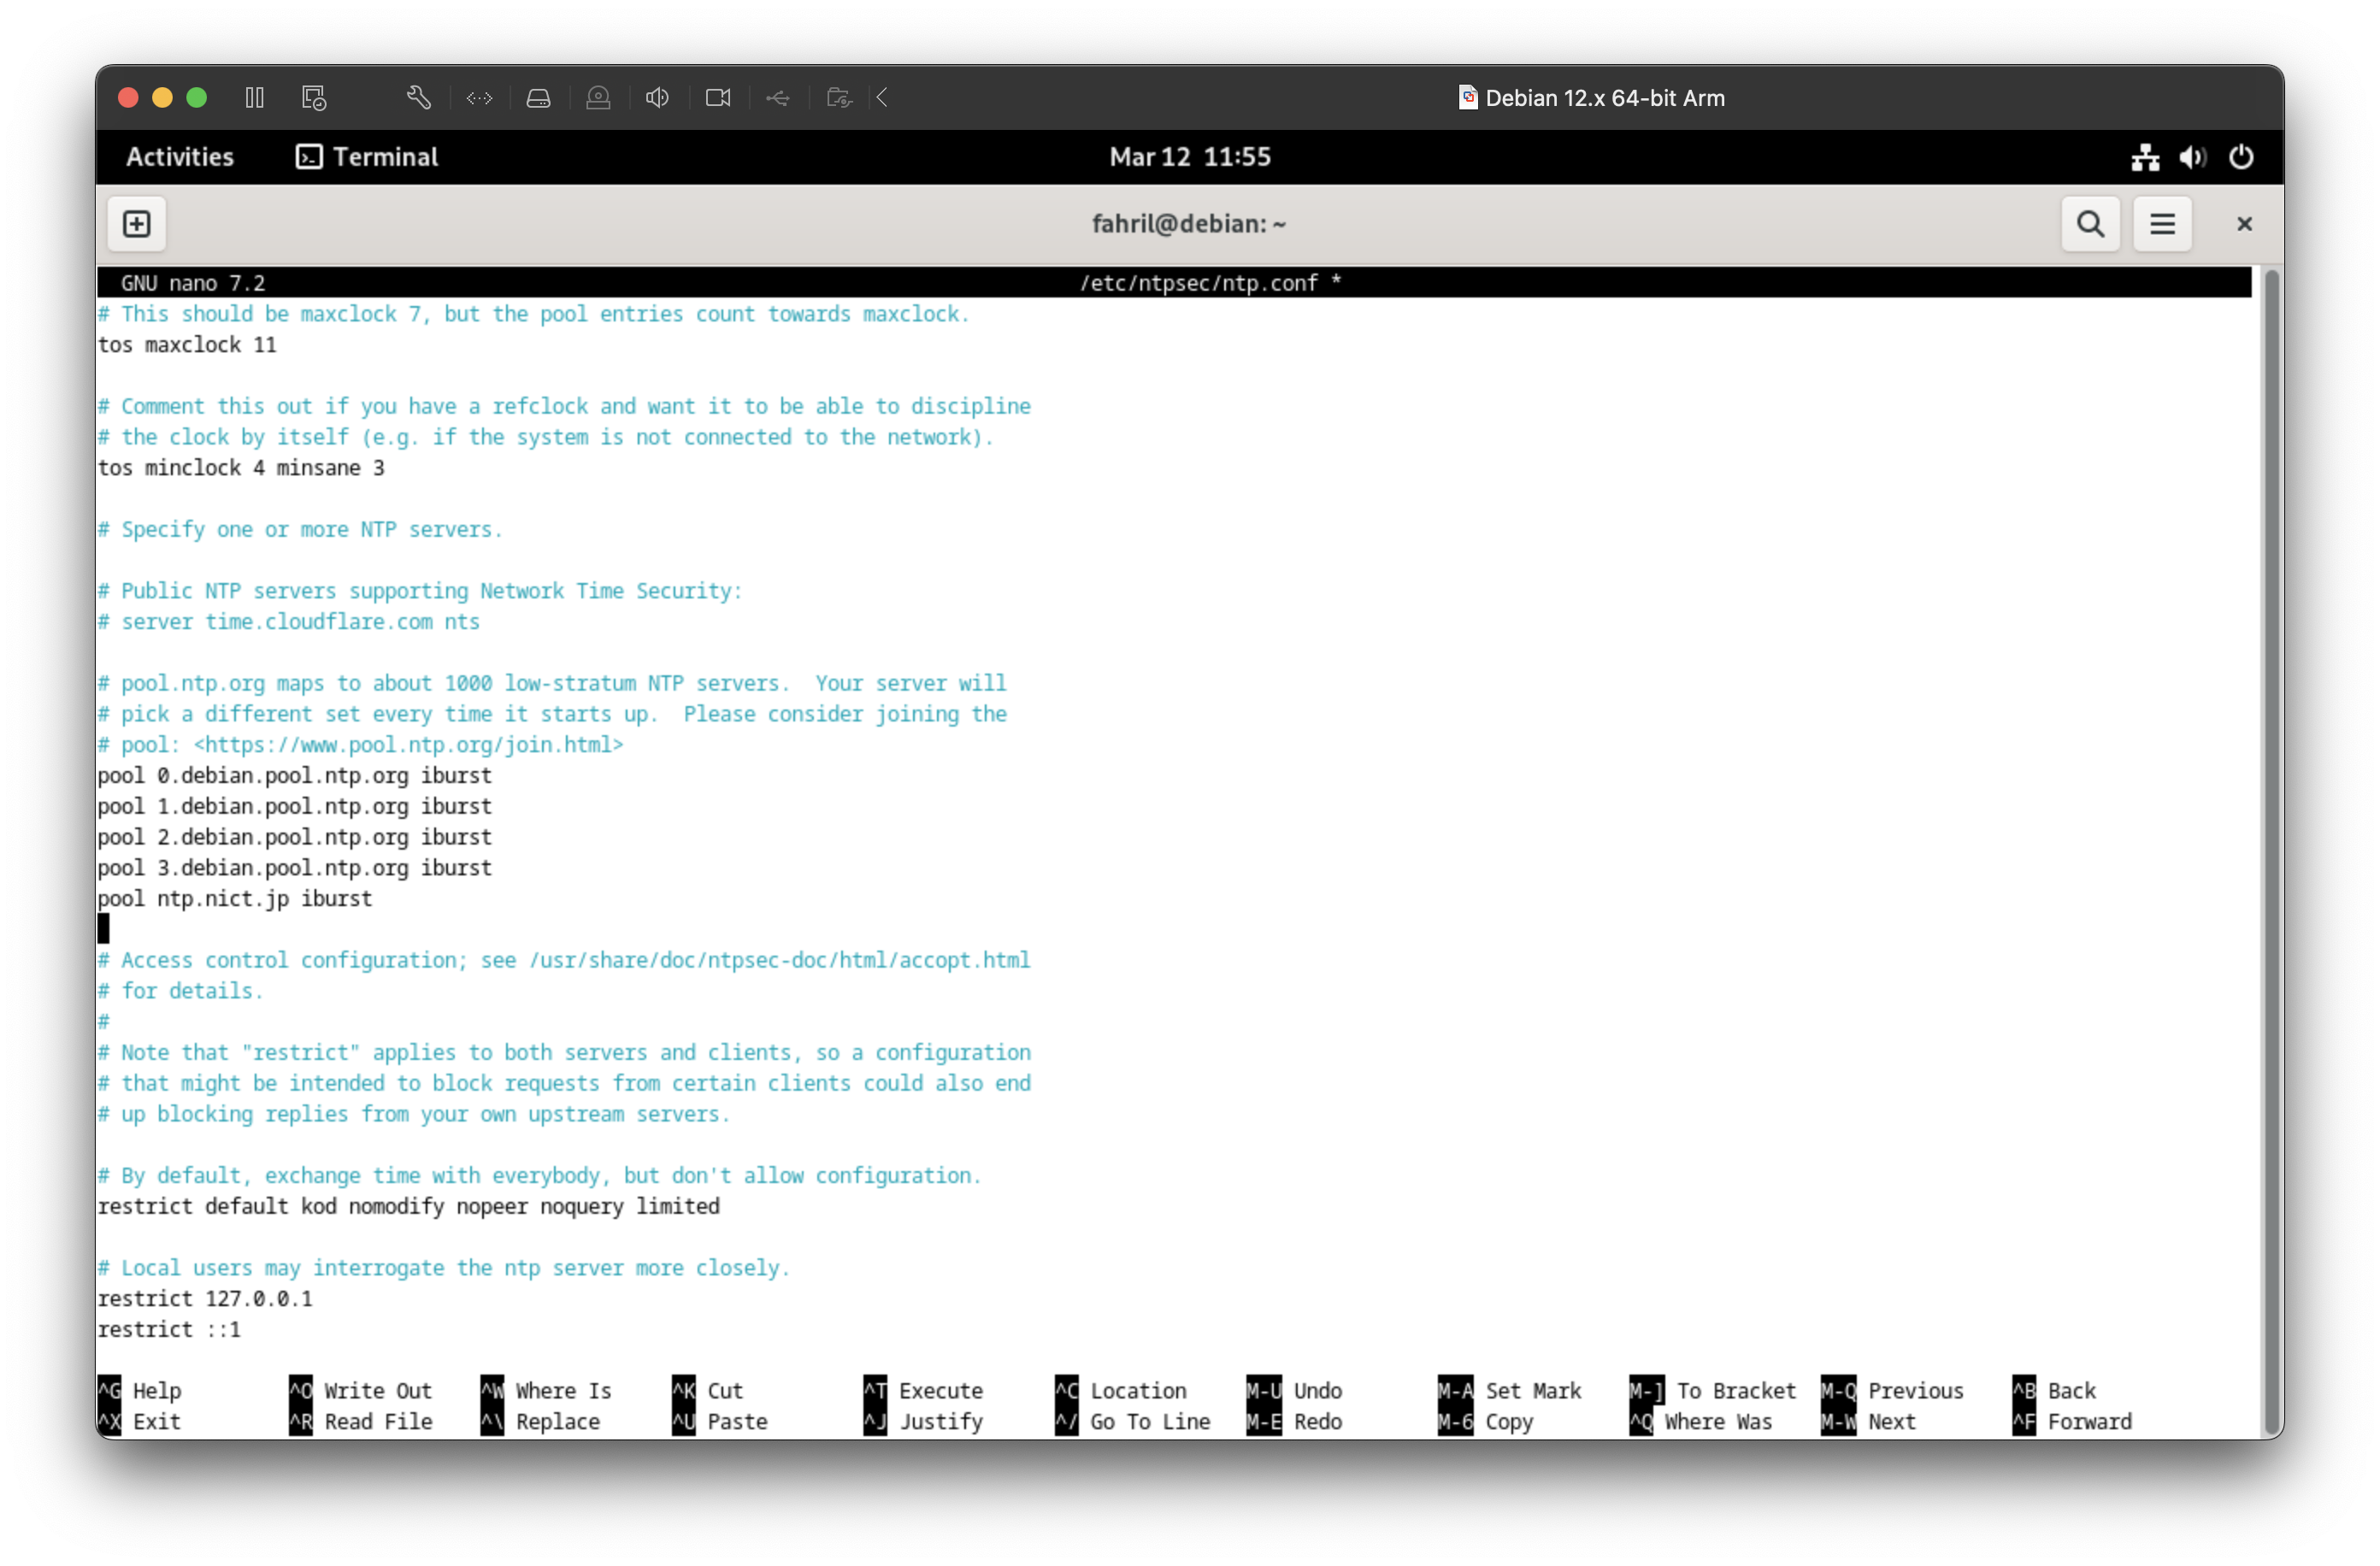 Debian 12.x 64-bit Arm
Activities Terminal Mar 12 11:55
fahril@debian: ~
GNU nano 7.2 /etc/ntpsec/ntp.conf *
# This should be maxclock 7, but the pool entries count towards maxclock.
tos maxclock 11
# Comment this out if you have a refclock and want it to be able to discipline
# the clock by itself (e.g. if the system is not connected to the network).
tos minclock 4 minsane 3
# Specify one or more NTP servers.
# Public NTP servers supporting Network Time Security:
# server time.cloudflare.com nts
# pool.ntp.org maps to about 1000 low-stratum NTP servers.  Your server will
# pick a different set every time it starts up.  Please consider joining the
# pool: <https://www.pool.ntp.org/join.html>
pool 0.debian.pool.ntp.org iburst
pool 1.debian.pool.ntp.org iburst
pool 2.debian.pool.ntp.org iburst
pool 3.debian.pool.ntp.org iburst
pool ntp.nict.jp iburst
# Access control configuration; see /usr/share/doc/ntpsec-doc/html/accopt.html
# for details.
#
# Note that "restrict" applies to both servers and clients, so a configuration
# that might be intended to block requests from certain clients could also end
# up blocking replies from your own upstream servers.
# By default, exchange time with everybody, but don't allow configuration.
restrict default kod nomodify nopeer noquery limited
# Local users may interrogate the ntp server more closely.
restrict 127.0.0.1
restrict ::1
^G Help ^O Write Out ^W Where Is ^K Cut ^T Execute ^C Location M-U Undo M-A Set Mark M-] To Bracket M-Q Previous ^B Back
^X Exit ^R Read File ^\ Replace ^U Paste ^J Justify ^/ Go To Line M-E Redo M-6 Copy ^Q Where Was M-W Next ^F Forward